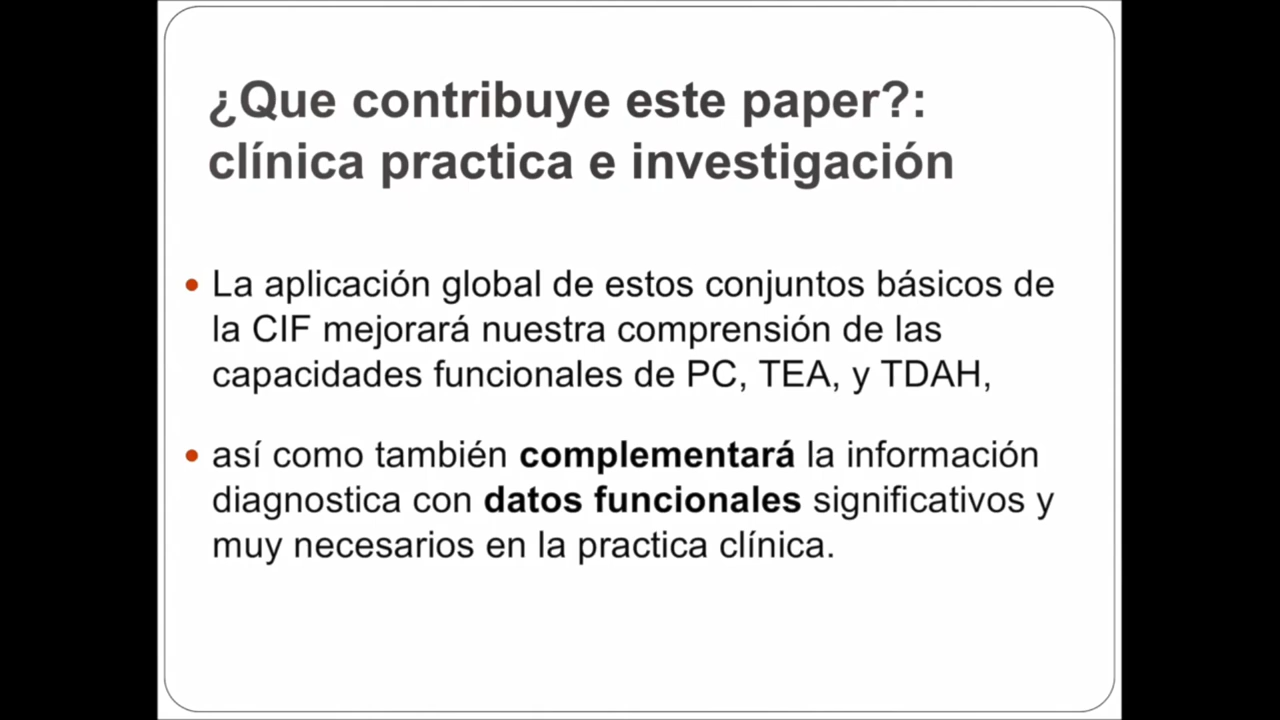 ¿Que contribuye este paper?:
clínica practica e investigación
• La aplicación global de estos conjuntos básicos de
la CIF mejorará nuestra comprensión de las
capacidades funcionales de PC, TEA, y TDAH,
• así como también complementará la información
diagnostica con datos funcionales significativos y
muy necesarios en la practica clínica.